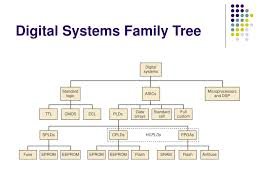 Digital Systems Family Tree
Digital
systems
Standard
logic
ASICs
Microprocessors
and DSP
TTL
CMOS
ECL
PLDs
Gate
arrays
Standard
cell
Full
custom
SPLDs
CPLDs
HCPLDs
FPGAs
Fuse
EPROM
EEPROM
EPROM
EEPROM
Flash
SRAM
Flash
Antifuse